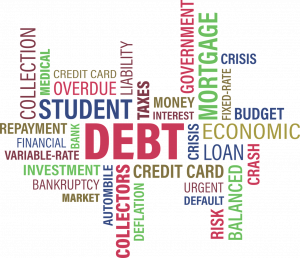 COLLECTION
MEDICAL
CREDIT CARD
OVERDUE
LIABILITY
STUDENT
TAXES
GOVERNMENT
MORTGAGE
CRISIS
FIXED-RATE
MONEY
INTEREST
BUDGET
REPAYMENT
FINANCIAL
VARIABLE-RATE
BANK
DEBT
CRISIS
ECONOMIC
LOAN
CRASH
INVESTMENT
BANKRUPTCY
MARKET
AUTOMBILE
COLLECTORS
DEFLATION
CREDIT CARD
URGENT
DEFAULT
RISK
BALANCED